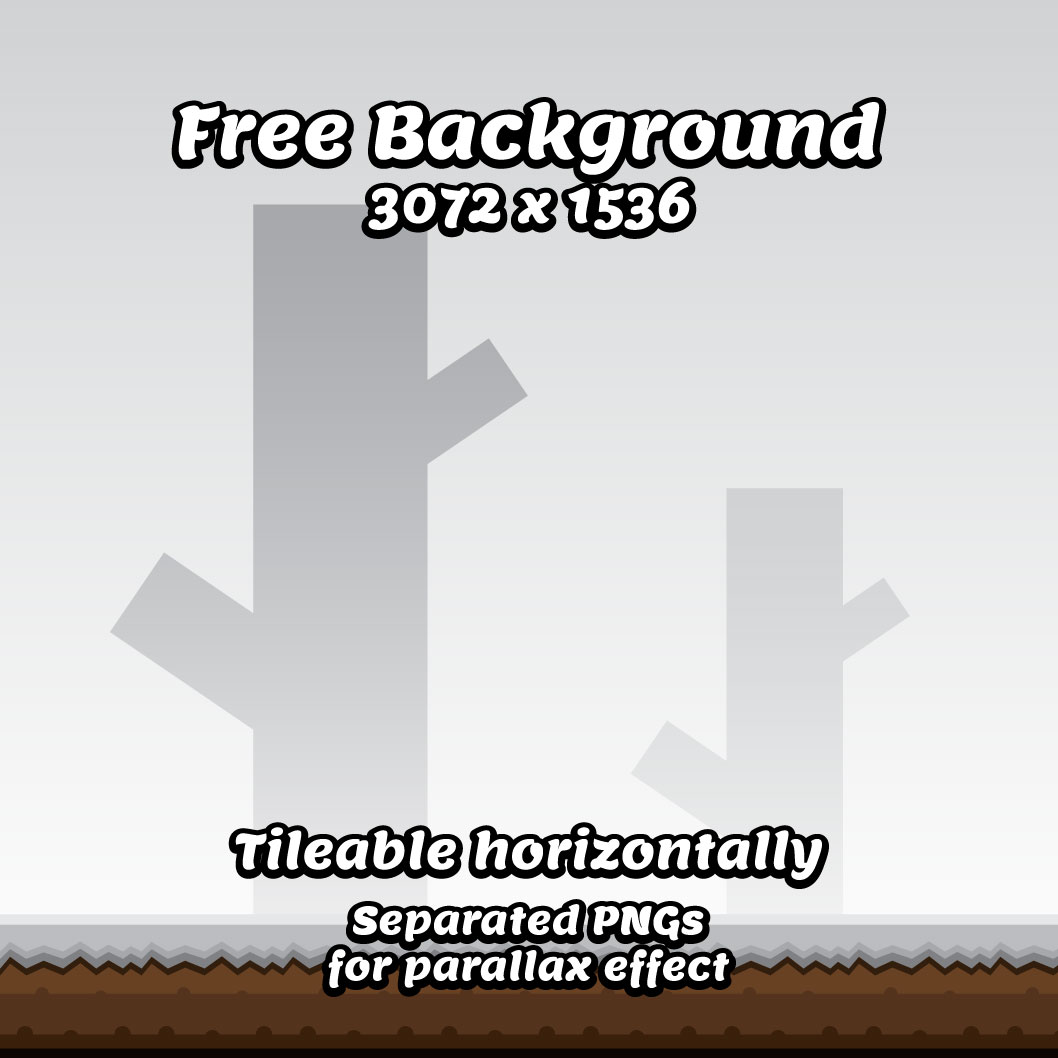 Free Background
3072 x 1536
Tileable horizontally
Separated PNGs
for parallax effect